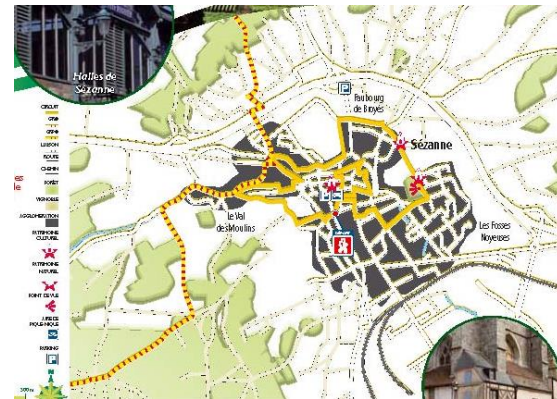 Halles de
Sézanne
CIRCUIT
LIAISON
ROUTE
CHEMIN
FORÊT
VIGNOBLE
AGGLOMÉRATION
PATRIMOINE
CULTUREL
PATRIMOINE
NATUREL
POINT DE VUE
AIRE DE
PIQUE-NIQUE
PARKING
N
Faubourg
de Broyes
P
Sézanne
Le Val
des Moulins
Les Fosses
Noyeuses
P